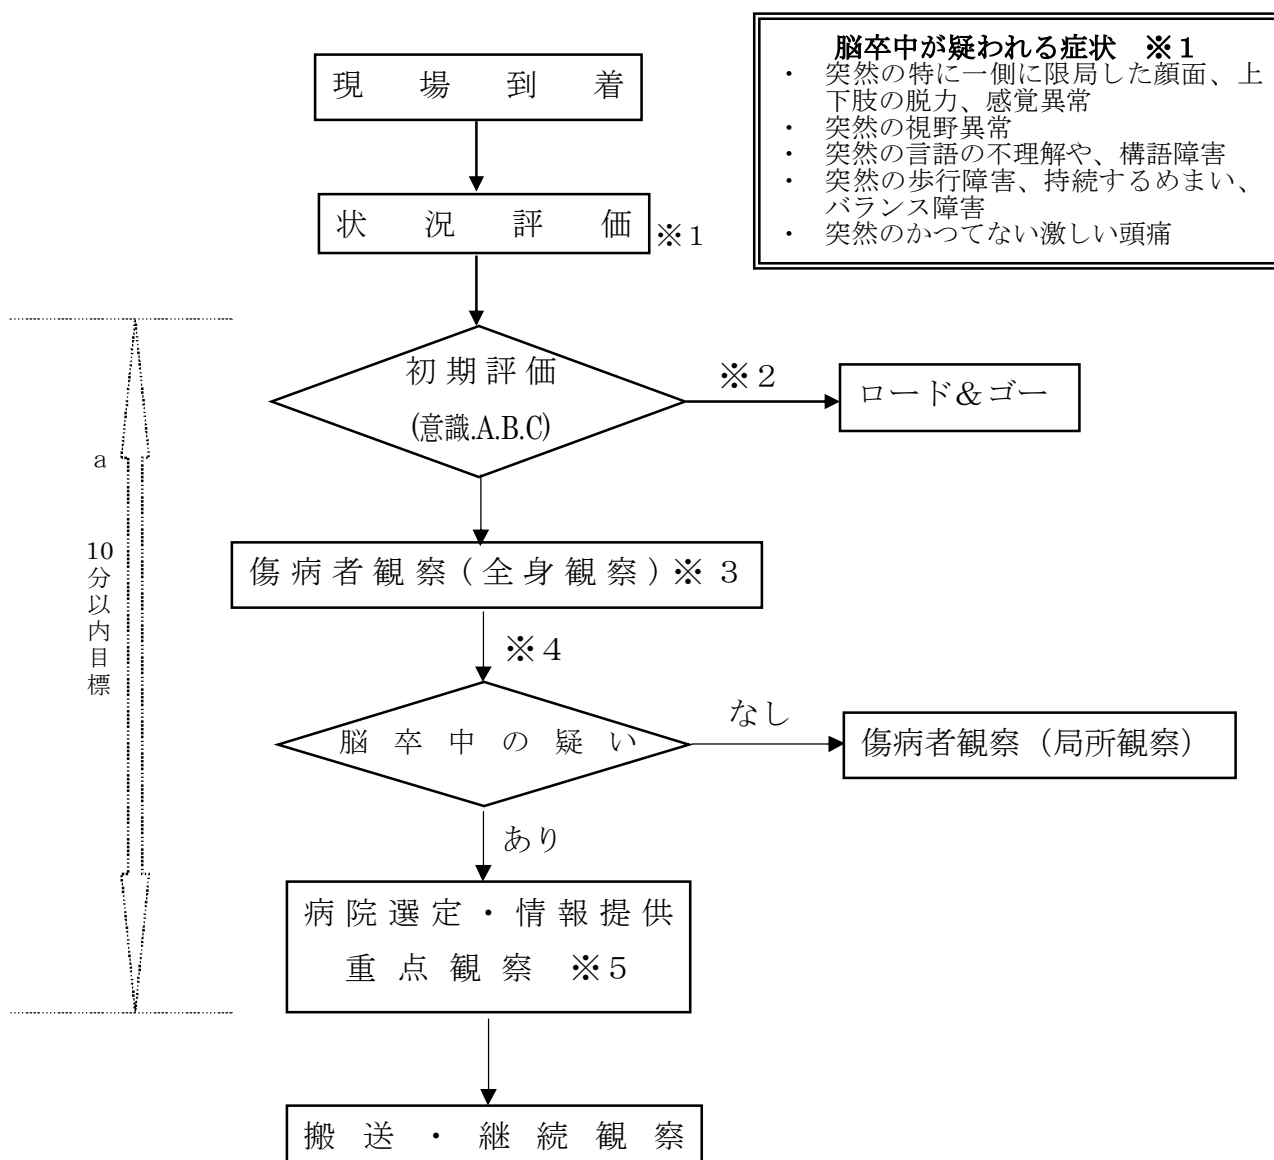 現場到着
脳卒中が疑われる症状　※1
・　突然の特に一側に限局した顔面、上
下肢の脱力、感覚異常
・　突然の視野異常
・　突然の言語の不理解や、構語障害
・　突然の歩行障害、持続するめまい、
バランス障害
・　突然のかつてない激しい頭痛
状況評価
※1
初期評価
(意識.A.B.C)
※2
ロード＆ゴー
a
10分以内目標
傷病者観察(全身観察)※3
※4
脳卒中の疑い
なし
傷病者観察（局所観察）
あり
病院選定・情報提供
重点観察　※5
搬送・継続観察